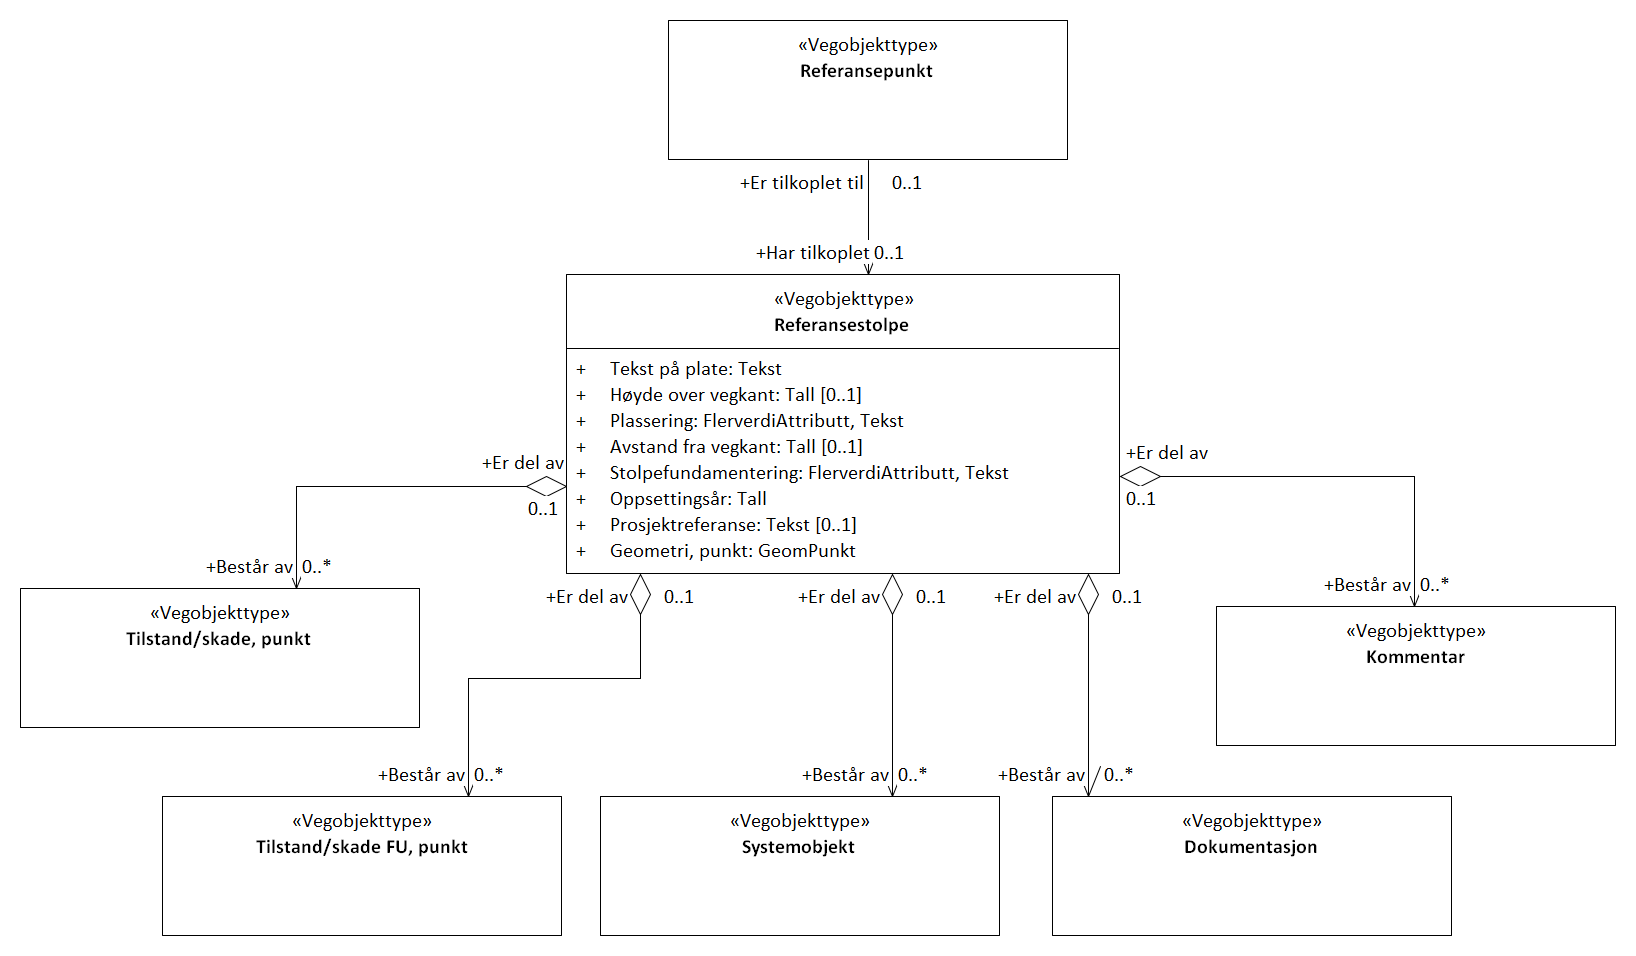 «Vegobjekttype»
Referansepunkt
+Er tilkoplet til 0..1
+Har tilkoplet 0..1
«Vegobjekttype»
Referansestolpe
+ Tekst på plate: Tekst
+ Høyde over vegkant: Tall [0..1]
+ Plassering: FlerverdiAttributt, Tekst
+ Avstand fra vegkant: Tall [0..1]
+ Stolpefundamentering: FlerverdiAttributt, Tekst
+ Oppsettingsår: Tall
+ Prosjektreferanse: Tekst [0..1]
+ Geometri, punkt: GeomPunkt
+Er del av
0..1
+Består av 0..*
«Vegobjekttype»
Tilstand/skade, punkt
+Er del av
0..1
+Består av 0..*
«Vegobjekttype»
Kommentar
+Er del av 0..1
+Består av 0..*
«Vegobjekttype»
Tilstand/skade FU, punkt
+Er del av 0..1
+Består av 0..*
«Vegobjekttype»
Systemobjekt
+Er del av 0..1
+Består av 0..*
«Vegobjekttype»
Dokumentasjon